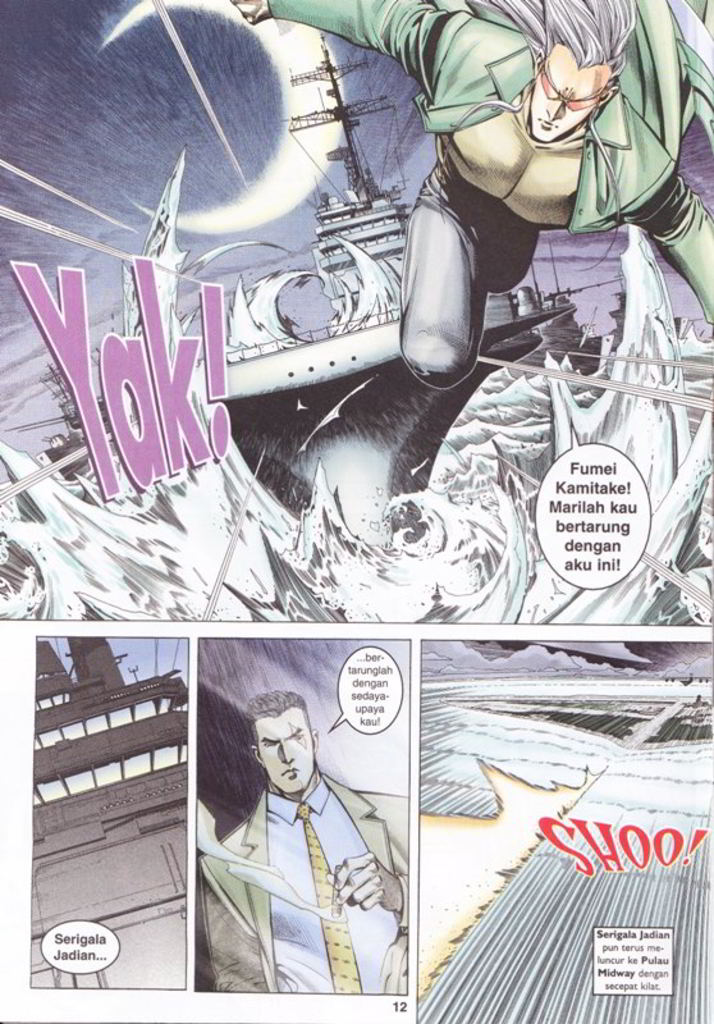 Yak!
Fumei
Kamitake!
Marilah kau
bertarung
dengan
aku ini!
Serigala
Jadian...
...ber-
tarunglah
dengan
sedaya-
upaya
kau!
SHOO!
Serigala Jadian
pun terus me-
luncur ke Pulau
Midway dengan
secepat kilat.
12